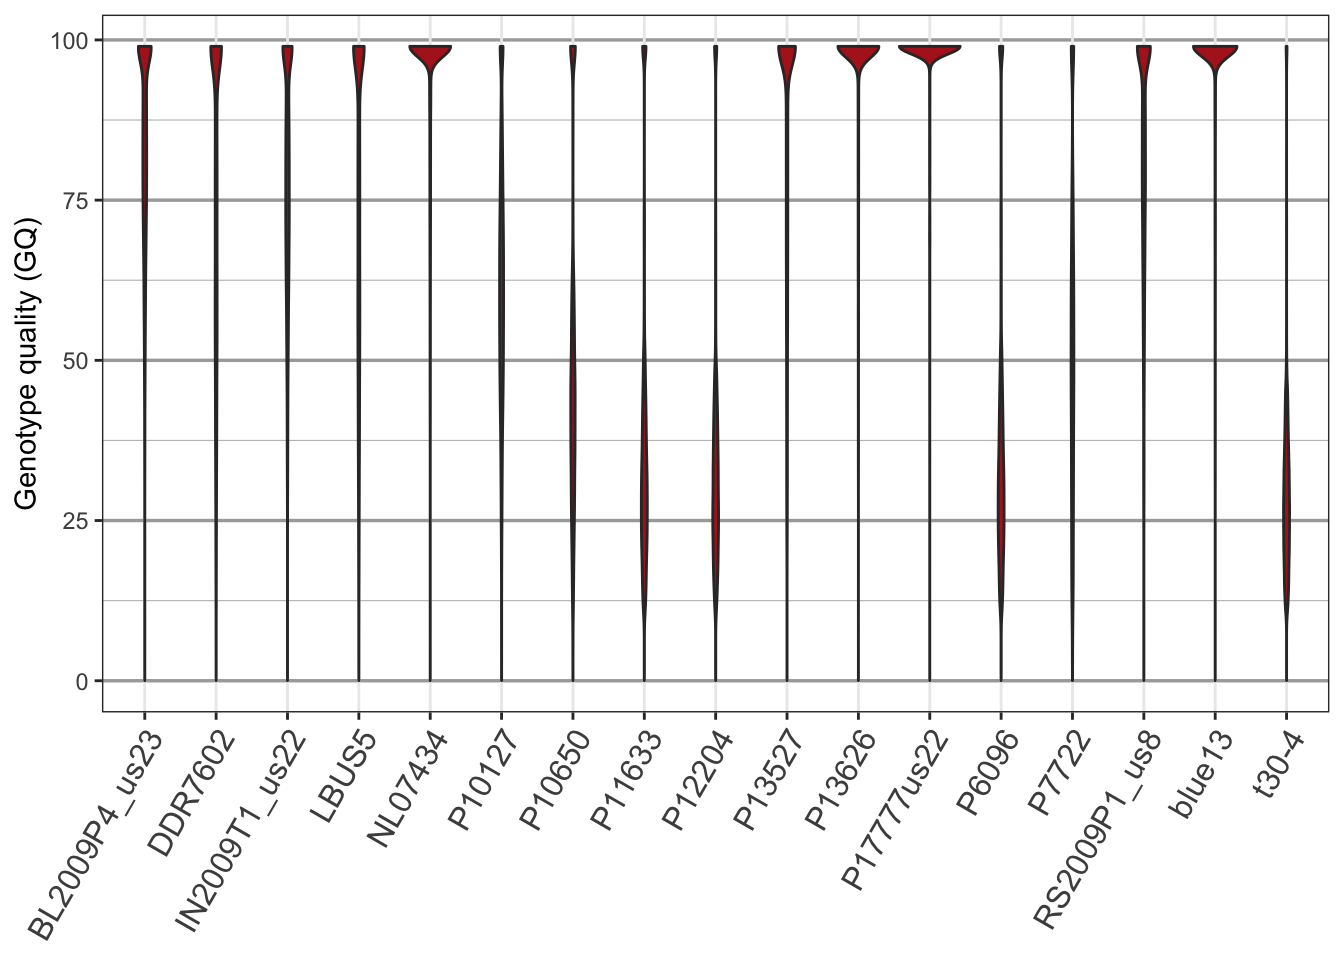 Genotype quality (GQ)
100
75
50
25
0
BL2009P4_us23
DDR7602
IN2009T1_us22
LBUS5
NL07434
P10127
P10650
P11633
P12204
P13527
P13626
P17777us22
P6096
P7722
RS2009P1_us8
blue13
t30-4